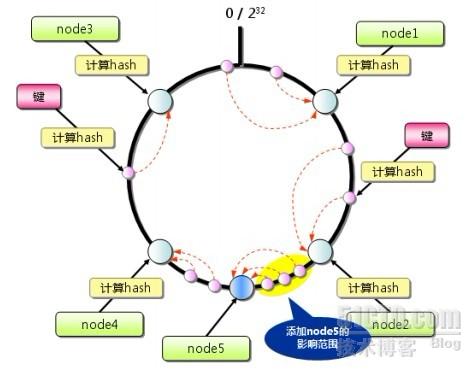 0 / 2³²
node3
node1
计算hash
计算hash
键
键
计算hash
计算hash
计算hash
计算hash
node4
node5
添加node5的
影响范围
node2
51CTO.com
技术博客 Blog